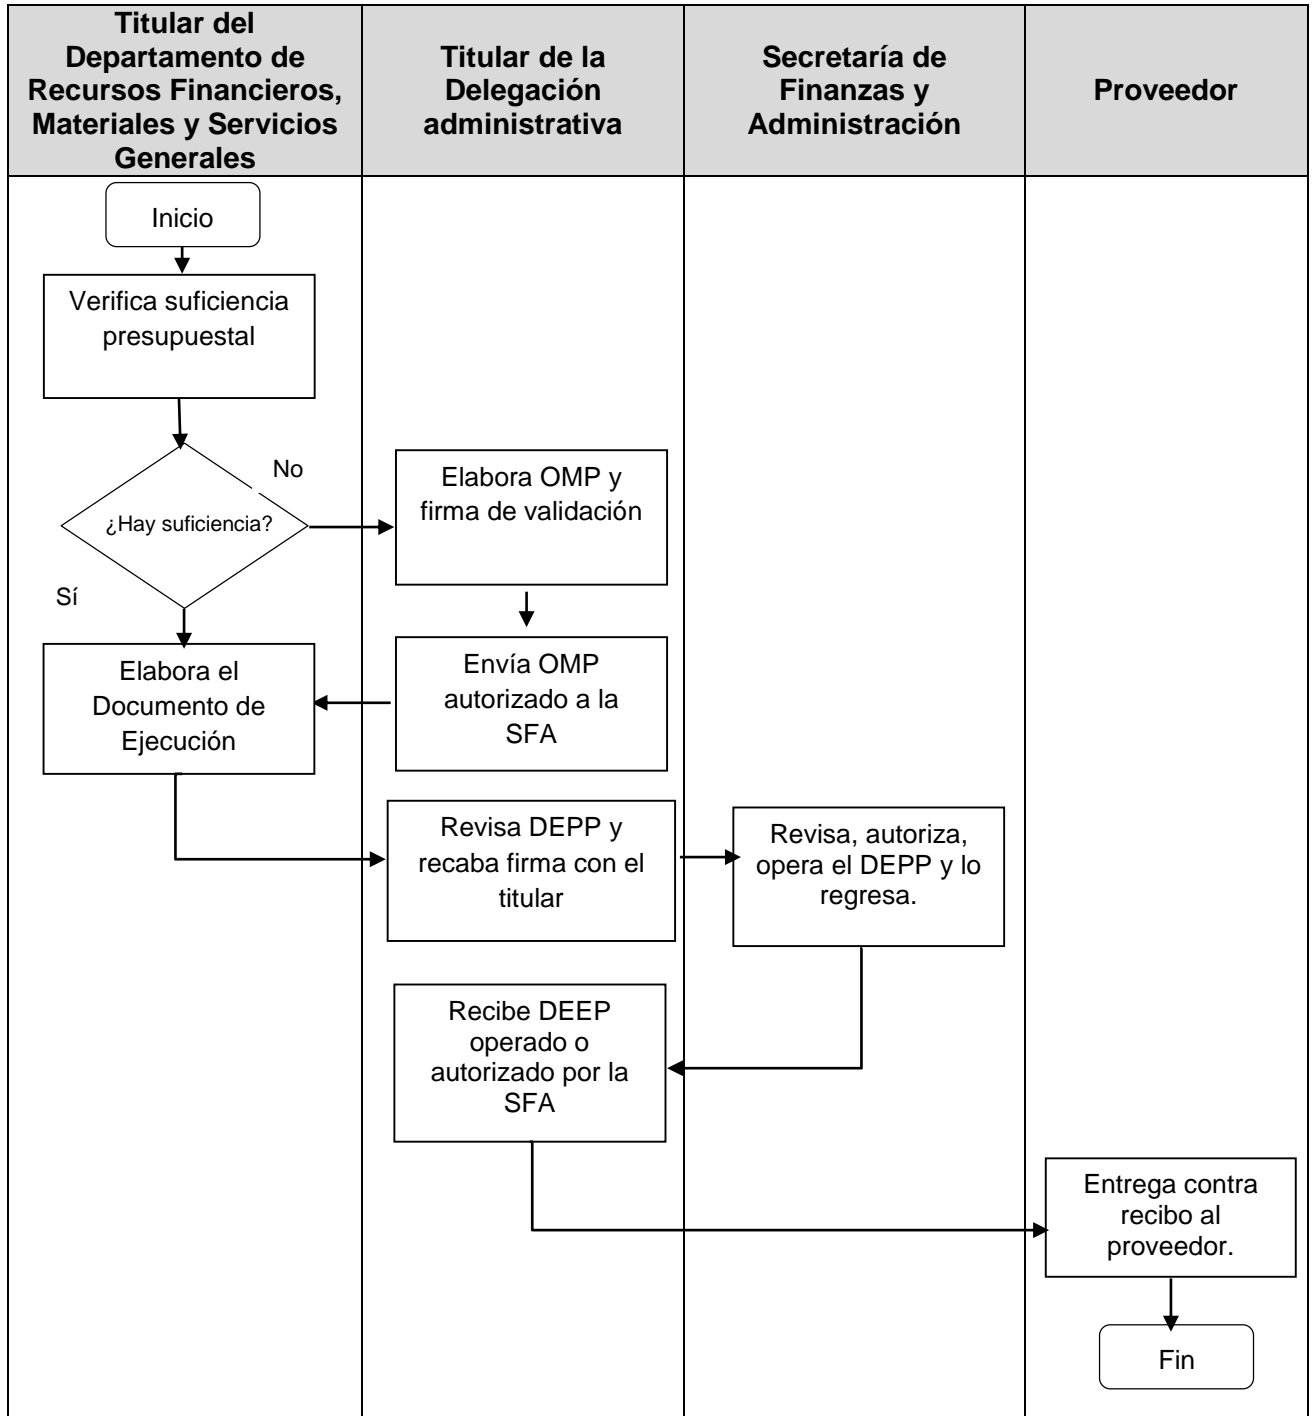 Titular del
Departamento de
Recursos Financieros,
Materiales y Servicios
Generales
Titular de la
Delegación
administrativa
Secretaría de
Finanzas y
Administración
Proveedor
Inicio
Verifica suficiencia
presupuestal
No
¿Hay suficiencia?
Sí
Elabora OMP y
firma de validación
Elabora el
Documento de
Ejecución
Envía OMP
autorizado a la
SFA
Revisa DEPP y
recaba firma con el
titular
Revisa, autoriza,
opera el DEPP y lo
regresa.
Recibe DEEP
operado o
autorizado por la
SFA
Entrega contra
recibo al
proveedor.
Fin